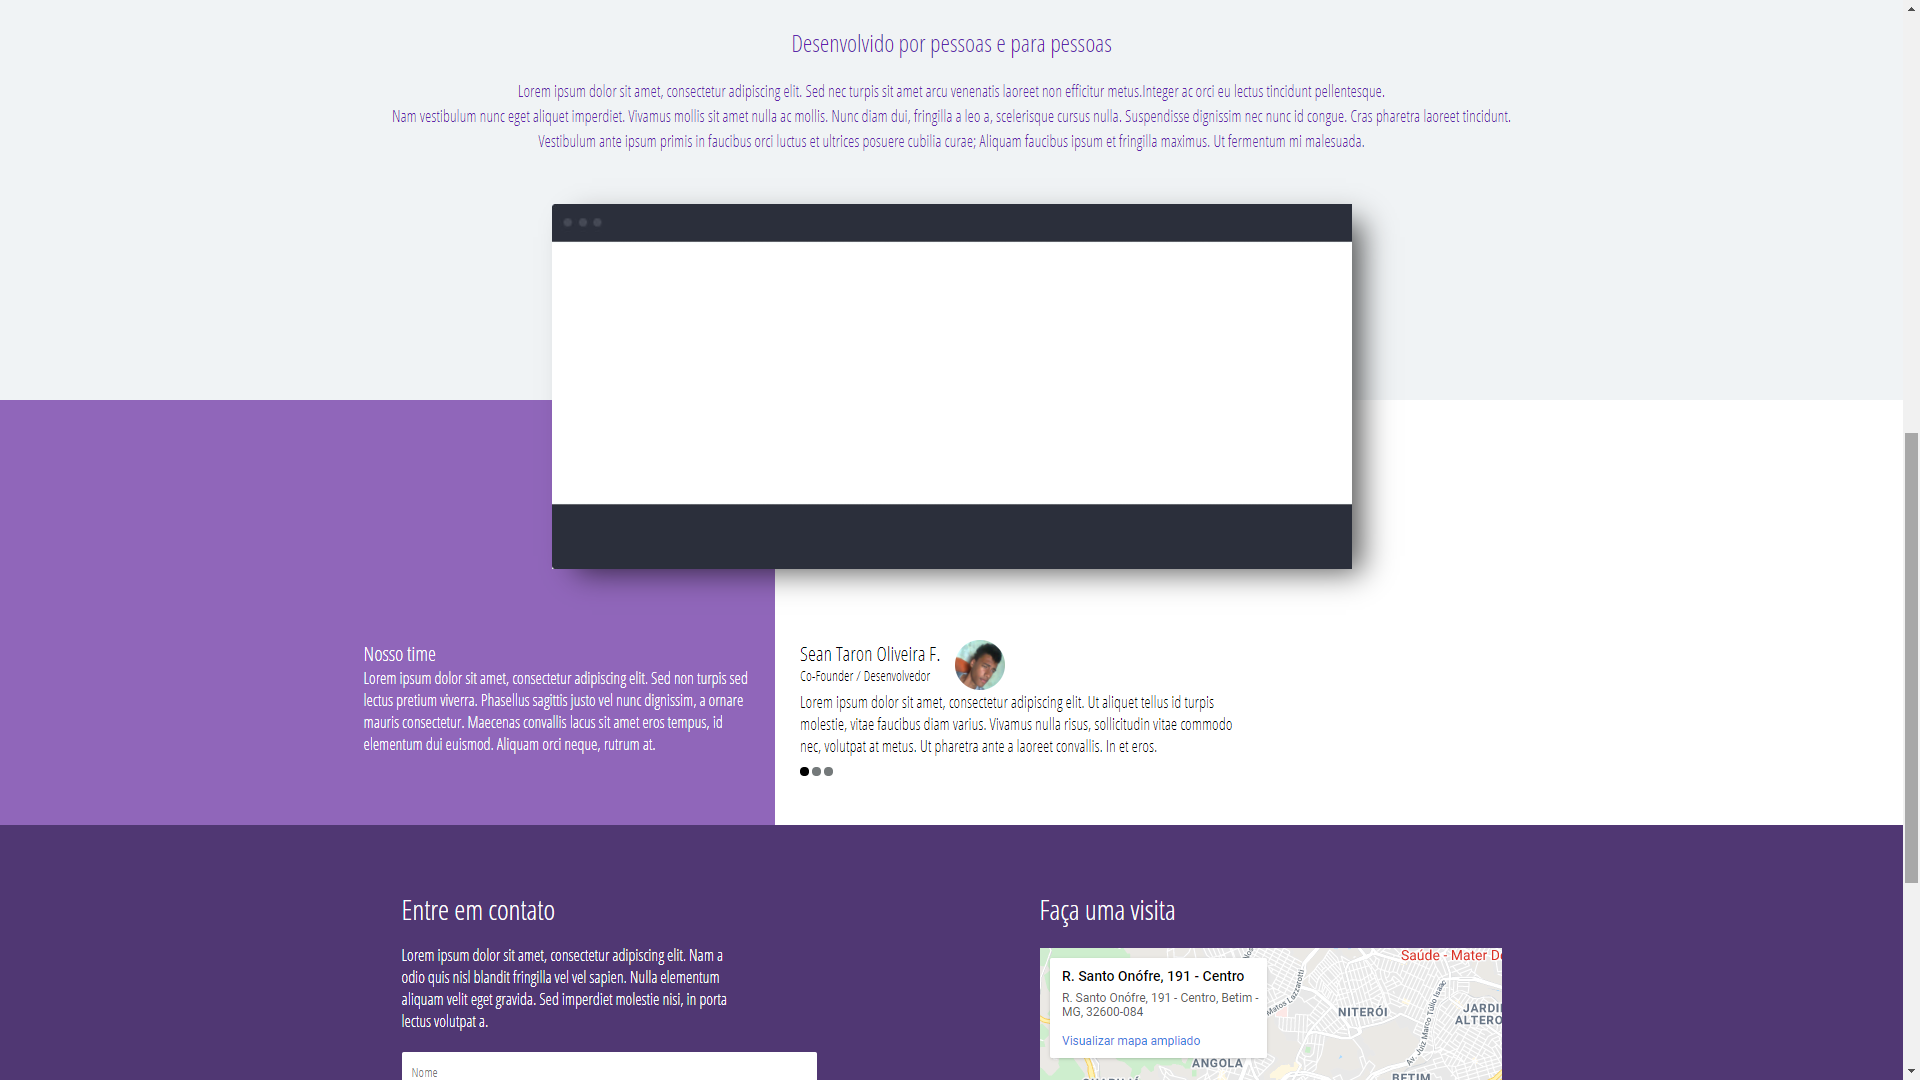 Desenvolvido por pessoas e para pessoas
Lorem ipsum dolor sit amet, consectetur adipiscing elit. Sed nec turpis sit amet arcu venenatis laoreet non efficitur metus.Integer ac orci eu lectus tincidunt pellentesque.
Nam vestibulum nunc eget aliquet imperdiet. Vivamus mollis sit amet nulla ac mollis. Nunc diam dui, fringilla a leo a, scelerisque cursus nulla. Suspendisse dignissim nec nunc id congue. Cras pharetra laoreet tincidunt.
Vestibulum ante ipsum primis in faucibus orci luctus et ultrices posuere cubilia curae; Aliquam faucibus ipsum et fringilla maximus. Ut fermentum mi malesuada.
Nosso time
Lorem ipsum dolor sit amet, consectetur adipiscing elit. Sed non turpis sed
lectus pretium viverra. Phasellus sagittis justo vel nunc dignissim, a ornare
mauris consectetur. Maecenas convallis lacus sit amet eros tempus, id
elementum dui euismod. Aliquam orci neque, rutrum at.
Sean Taron Oliveira F.
Co-Founder / Desenvolvedor
Lorem ipsum dolor sit amet, consectetur adipiscing elit. Ut aliquet tellus id turpis
molestie, vitae faucibus diam varius. Vivamus nulla risus, sollicitudin vitae commodo
nec, volutpat at metus. Ut pharetra ante a laoreet convallis. In et eros.
Entre em contato
Lorem ipsum dolor sit amet, consectetur adipiscing elit. Nam a
odio quis nisl blandit fringilla vel vel sapien. Nulla elementum
aliquam velit eget gravida. Sed imperdiet molestie nisi, in porta
lectus volutpat a.
Nome
Faça uma visita
Saúde - Mater D
R. Santo Onófre, 191 - Centro
R. Santo Onófre, 191 - Centro, Betim -
MG, 32600-084
Visualizar mapa ampliado
Matos Lazzarotti
NITERÓI
JARDI
ALTERO
Av. Juiz Marco Túlio Isaac
ANGOLA
BETIM